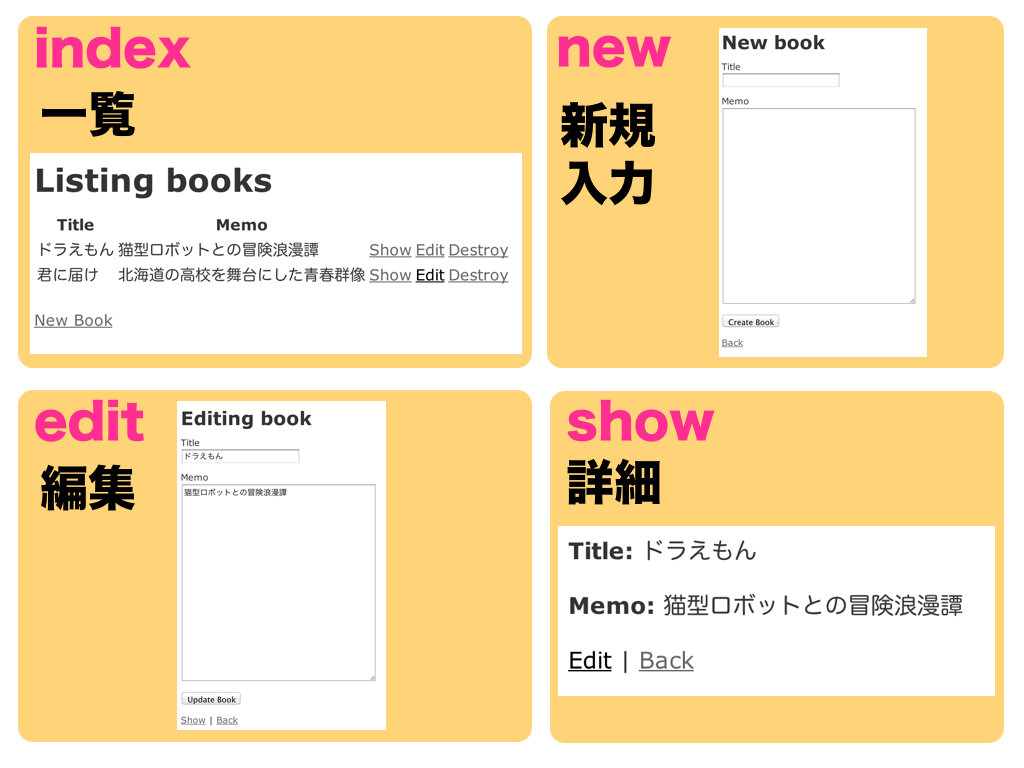 index
一覧
Listing books
Title Memo
ドラえもん 猫型ロボットとの冒険浪漫譚 Show Edit Destroy
君に届け 北海道の高校を舞台にした青春群像 Show Edit Destroy
New Book
new
新規
入力
New book
Title
Memo
Create Book
Back
edit
編集
Editing book
Title
ドラえもん
Memo
猫型ロボットとの冒険浪漫譚
Update Book
Show | Back
show
詳細
Title: ドラえもん
Memo: 猫型ロボットとの冒険浪漫譚
Edit | Back